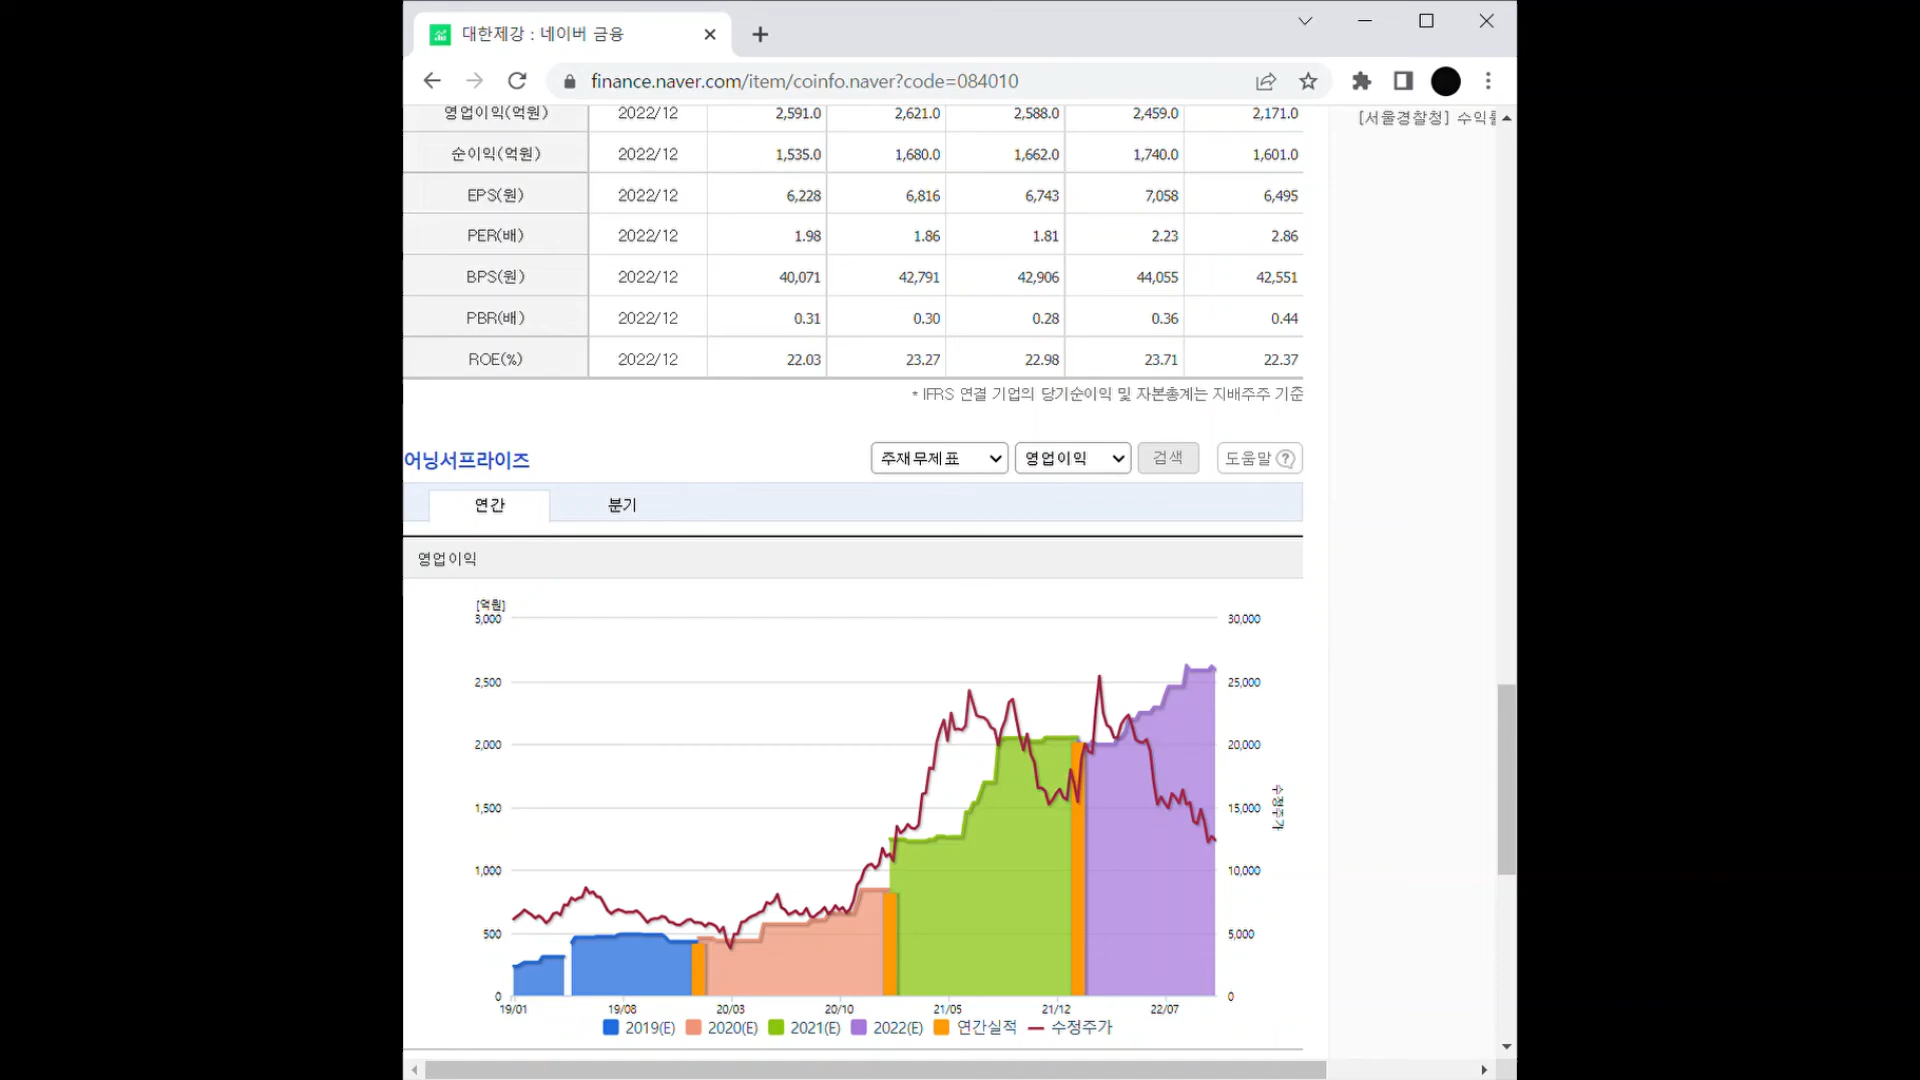 대한제강 : 네이버 금융
finance.naver.com/item/coinfo.naver?code=084010
영업이익(억원) 2022/12 2,591.0 2,621.0 2,588.0 2,459.0 2,171.0
[서울경찰청] 수익률
순이익(억원) 2022/12 1,535.0 1,680.0 1,662.0 1,740.0 1,601.0
EPS(원) 2022/12 6,228 6,816 6,743 7,058 6,495
PER(배) 2022/12 1.98 1.86 1.81 2.23 2.86
BPS(원) 2022/12 40,071 42,791 42,906 44,055 42,551
PBR(배) 2022/12 0.31 0.30 0.28 0.36 0.44
ROE(%) 2022/12 22.03 23.27 22.98 23.71 22.37
* IFRS 연결 기업의 당기순이익 및 자본총계는 지배주주 기준
어닝서프라이즈 주재무제표 영업이익 검색 도움말 ?
연간 분기
영업이익
[억원]
3,000 30,000
2,500 25,000
2,000 20,000
1,500 15,000
수정주가
1,000 10,000
500 5,000
0 0
19/01 19/08 20/03 20/10 21/05 21/12 22/07
2019(E) 2020(E) 2021(E) 2022(E) 연간실적 수정주가